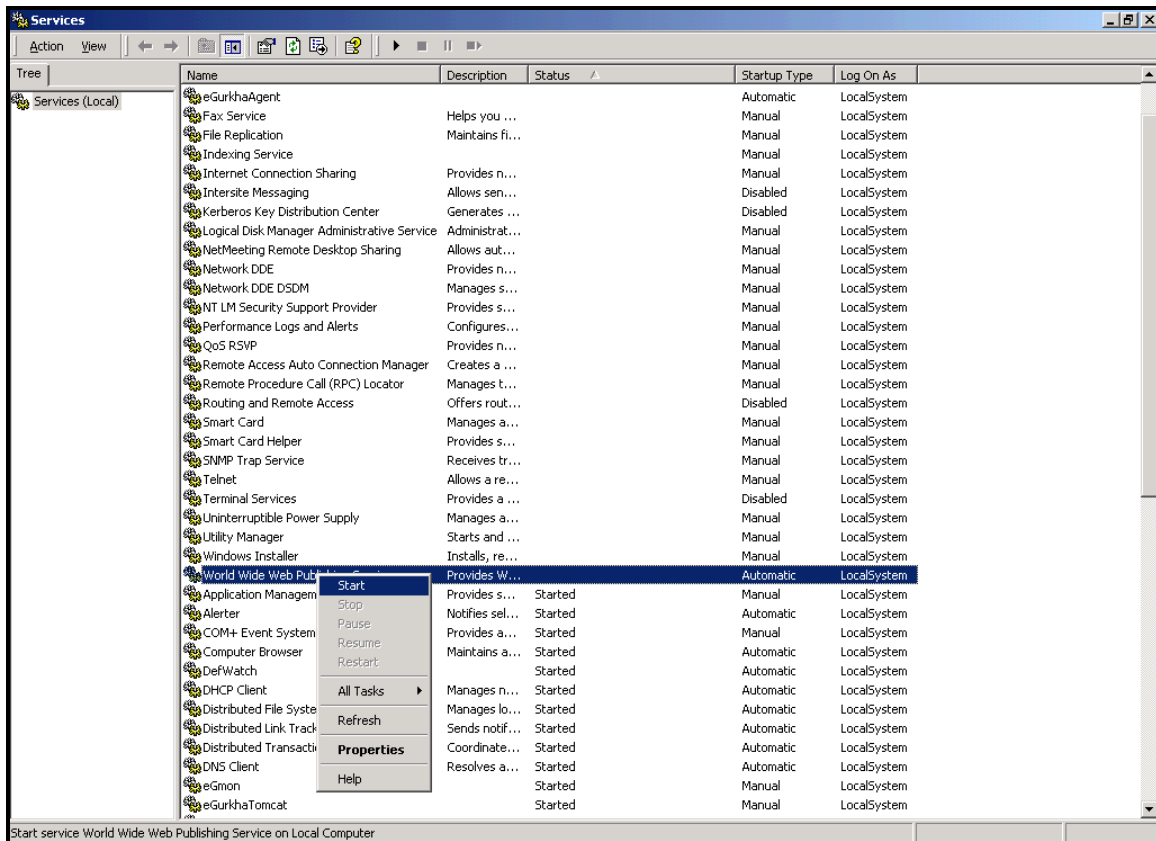 Services
Action View
Tree
Name Description Status Startup Type Log On As
Services (Local)
eGurkhaAgent Automatic LocalSystem
Fax Service Helps you ... Manual LocalSystem
File Replication Maintains fi... Manual LocalSystem
Indexing Service Manual LocalSystem
Internet Connection Sharing Provides n... Manual LocalSystem
Intersite Messaging Allows sen... Disabled LocalSystem
Kerberos Key Distribution Center Generates ... Disabled LocalSystem
Logical Disk Manager Administrative Service Administrat... Manual LocalSystem
NetMeeting Remote Desktop Sharing Allows aut... Manual LocalSystem
Network DDE Provides n... Manual LocalSystem
Network DDE DSDM Manages s... Manual LocalSystem
NT LM Security Support Provider Provides s... Manual LocalSystem
Performance Logs and Alerts Configures... Manual LocalSystem
QoS RSVP Provides n... Manual LocalSystem
Remote Access Auto Connection Manager Creates a ... Manual LocalSystem
Remote Procedure Call (RPC) Locator Manages t... Manual LocalSystem
Routing and Remote Access Offers rout... Disabled LocalSystem
Smart Card Manages a... Manual LocalSystem
Smart Card Helper Provides s... Manual LocalSystem
SNMP Trap Service Receives tr... Manual LocalSystem
Telnet Allows a re... Manual LocalSystem
Terminal Services Provides a ... Disabled LocalSystem
Uninterruptible Power Supply Manages a... Manual LocalSystem
Utility Manager Starts and ... Manual LocalSystem
Windows Installer Installs, re... Manual LocalSystem
World Wide Web Provides W... Automatic LocalSystem
Application Managem Provides s... Started Manual LocalSystem
Alerter Notifies sel... Started Automatic LocalSystem
COM+ Event System Provides a... Started Manual LocalSystem
Computer Browser Maintains a... Started Automatic LocalSystem
DefWatch Started Automatic LocalSystem
DHCP Client Manages n... Started Automatic LocalSystem
Distributed File Syste Manages lo... Started Automatic LocalSystem
Distributed Link Track Sends notif... Started Automatic LocalSystem
Distributed Transacti Coordinate... Started Automatic LocalSystem
DNS Client Resolves a... Started Automatic LocalSystem
eGmon Started Manual LocalSystem
eGurkhaTomcat Started Manual LocalSystem
Start
Stop
Pause
Resume
Restart
All Tasks
Refresh
Properties
Help
Start service World Wide Web Publishing Service on Local Computer